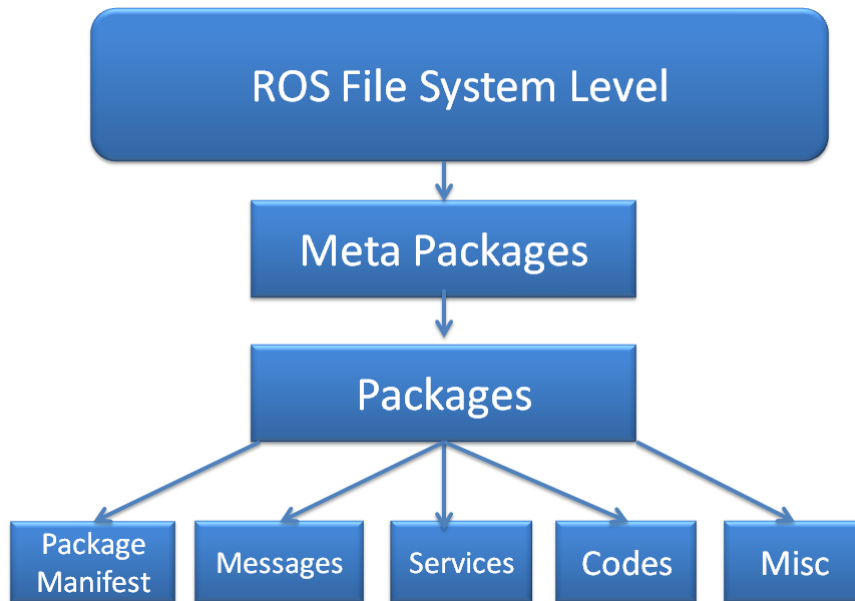 ROS File System Level
Meta Packages
Packages
Package
Manifest
Messages
Services
Codes
Misc